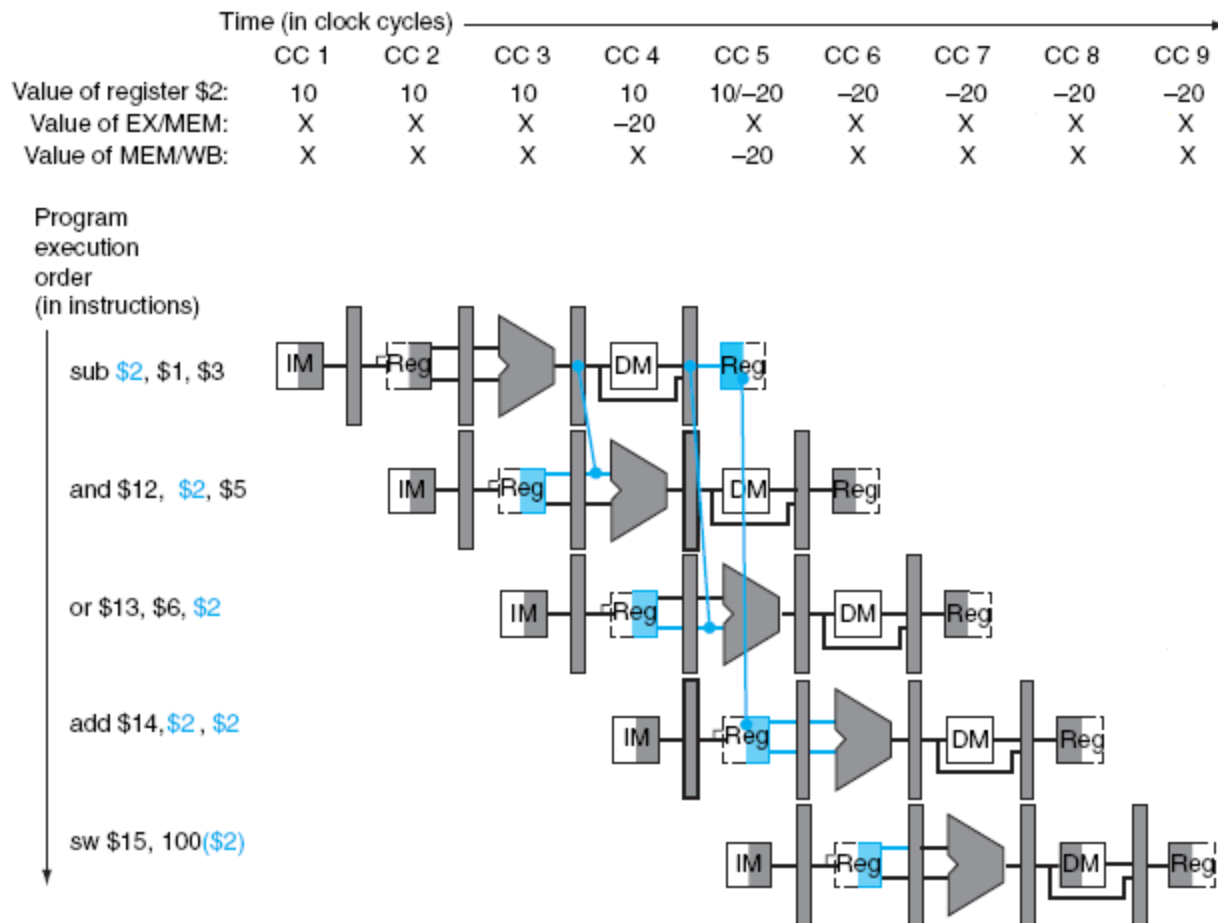 Time (in clock cycles)
CC 1 CC 2 CC 3 CC 4 CC 5 CC 6 CC 7 CC 8 CC 9
Value of register $2: 10 10 10 10 10/–20 –20 –20 –20 –20
Value of EX/MEM: X X X –20 X X X X X
Value of MEM/WB: X X X X –20 X X X X
Program
execution
order
(in instructions)
sub $2, $1, $3 IM Reg DM Reg
and $12, $2, $5 IM Reg DM Reg
or $13, $6, $2 IM Reg DM Reg
add $14,$2 , $2 IM Reg DM Reg
sw $15, 100($2) IM Reg DM Reg